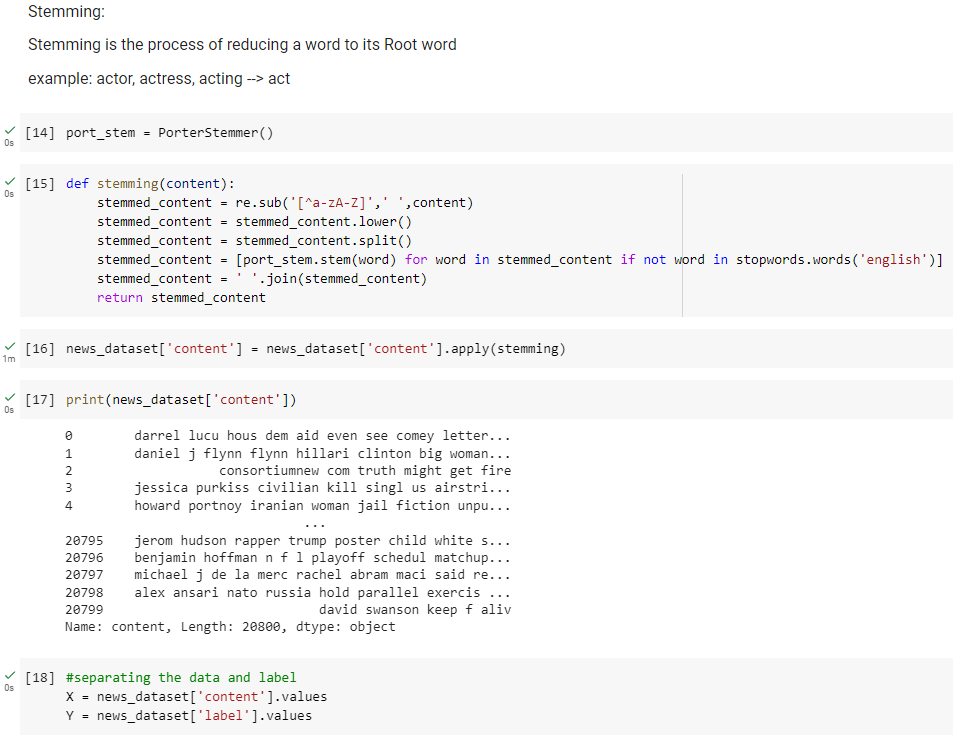 Stemming:
Stemming is the process of reducing a word to its Root word
example: actor, actress, acting --> act
[14] port_stem = PorterStemmer()
0s
[15] def stemming(content):
0s
stemmed_content = re.sub('[^a-zA-Z]',' ',content)
stemmed_content = stemmed_content.lower()
stemmed_content = stemmed_content.split()
stemmed_content = [port_stem.stem(word) for word in stemmed_content if not word in stopwords.words('english')]
stemmed_content = ' '.join(stemmed_content)
return stemmed_content
[16] news_dataset['content'] = news_dataset['content'].apply(stemming)
1m
[17] print(news_dataset['content'])
0s
0 darrel lucu hous dem aid even see comey letter...
1 daniel j flynn flynn hillari clinton big woman...
2 consortiumnew com truth might get fire
3 jessica purkiss civilian kill singl us airstri...
4 howard portnoy iranian woman jail fiction unpu...
...
20795 jerom hudson rapper trump poster child white s...
20796 benjamin hoffman n f l playoff schedul matchup...
20797 michael j de la merc rachel abram maci said re...
20798 alex ansari nato russia hold parallel exercis ...
20799 david swanson keep f aliv
Name: content, Length: 20800, dtype: object
[18] #separating the data and label
0s
X = news_dataset['content'].values
Y = news_dataset['label'].values